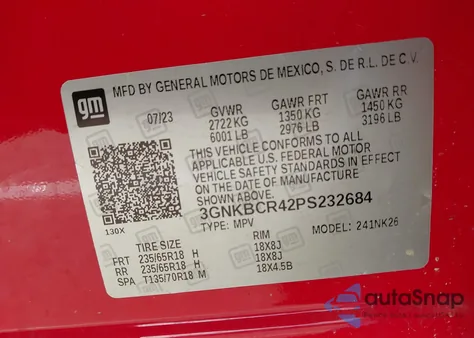 gm
MFD BY GENERAL MOTORS DE MEXICO, S. DE R.L. DE C.V.
07/23 GVWR GAWR FRT GAWR RR
2722 KG 1350 KG 1450 KG
6001 LB 2976 LB 3196 LB
THIS VEHICLE CONFORMS TO ALL
APPLICABLE U.S. FEDERAL MOTOR
VEHICLE SAFETY STANDARDS IN EFFECT
ON THE DATE OF MANUFACTURE
SHOWN ABOVE.
3GNKBCR42PS232684
130X TYPE: MPV MODEL: 241NK26
TIRE SIZE RIM
FRT 235/65R18 H 18X8J
RR 235/65R18 H 18X8J
SPA T135/70R18 M 18X4.5B
autoSnap